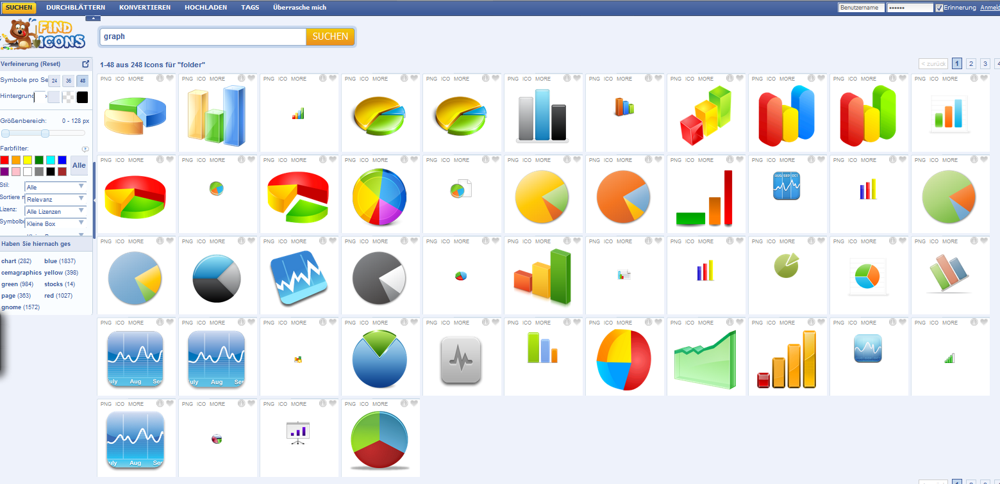 SUCHEN DURCHBLÄTTERN KONVERTIEREN HOCHLADEN TAGS Überrasche mich Benutzername •••••• Erinnerung Anmeld
FIND
ICONS
graph SUCHEN
Verfeinerung (Reset) 1-48 aus 248 Icons für "folder" < zurück 1 2 3 4
Symbole pro Se 24 36 48
PNG ICO MORE PNG ICO MORE PNG ICO MORE PNG ICO MORE PNG ICO MORE PNG ICO MORE PNG ICO MORE PNG ICO MORE PNG ICO MORE PNG ICO MORE PNG ICO MORE
Hintergrund
Größenbereich: 0 - 128 px
Farbfilter:
Alle
PNG ICO MORE PNG ICO MORE PNG ICO MORE PNG ICO MORE PNG ICO MORE PNG ICO MORE PNG ICO MORE PNG ICO MORE PNG ICO MORE PNG ICO MORE PNG ICO MORE
AUG SEP OCT
Stil: Alle
Sortiere n Relevanz
Lizenz: Alle Lizenzen
Symbolbo Kleine Box
Haben Sie hiernach ges
PNG ICO MORE PNG ICO MORE PNG ICO MORE PNG ICO MORE PNG ICO MORE PNG ICO MORE PNG ICO MORE PNG ICO MORE PNG ICO MORE PNG ICO MORE PNG ICO MORE
chart (282) blue (1837)
cemagraphics yellow (398)
green (984) stocks (14)
page (363) red (1027)
gnome (1572)
PNG ICO MORE PNG ICO MORE PNG ICO MORE PNG ICO MORE PNG ICO MORE PNG ICO MORE PNG ICO MORE PNG ICO MORE PNG ICO MORE PNG ICO MORE PNG ICO MORE
uly Aug Se uly Aug Se
PNG ICO MORE PNG ICO MORE PNG ICO MORE PNG ICO MORE
uly Aug Se